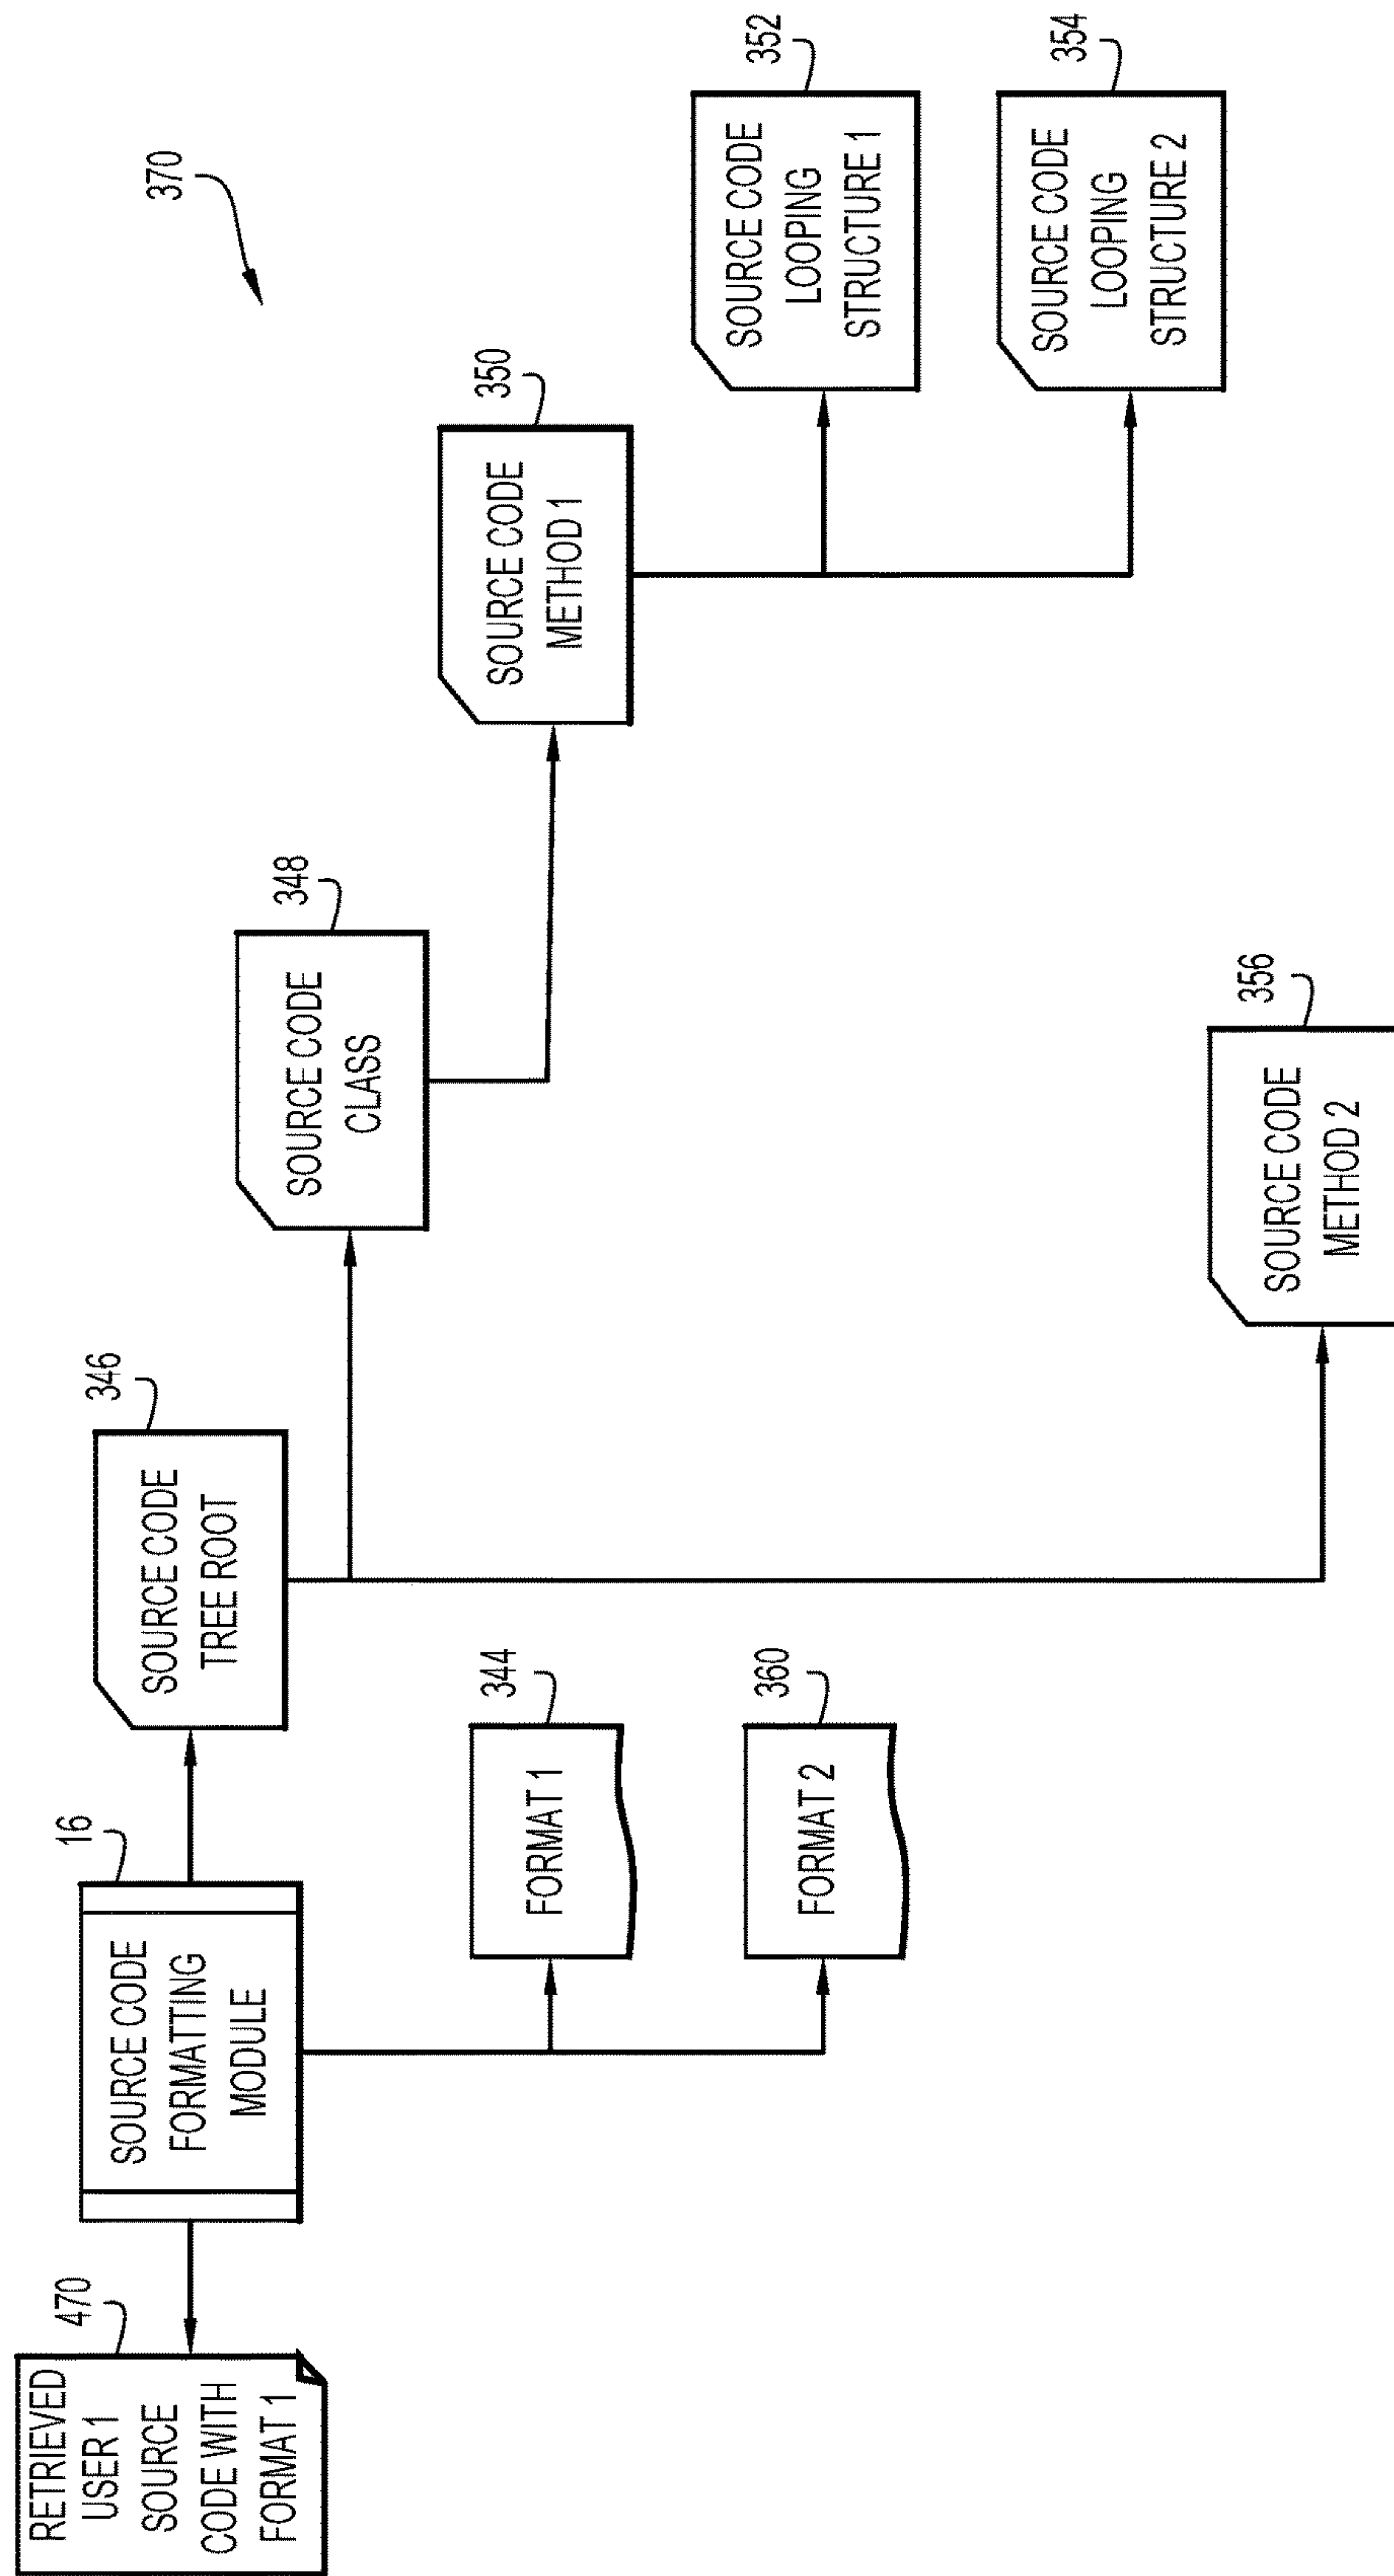 370
RETRIEVED
USER 1
SOURCE
CODE WITH
FORMAT 1
470
SOURCE CODE
FORMATTING
MODULE
16
SOURCE CODE
TREE ROOT
346
SOURCE CODE
CLASS
348
SOURCE CODE
METHOD 1
350
SOURCE CODE
LOOPING
STRUCTURE 1
352
SOURCE CODE
LOOPING
STRUCTURE 2
354
FORMAT 1
344
FORMAT 2
360
SOURCE CODE
METHOD 2
356